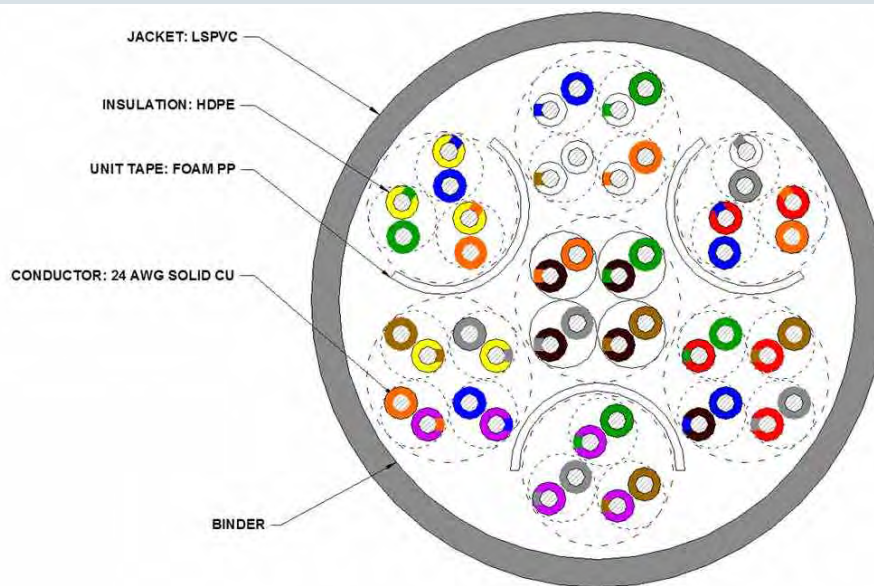 JACKET: LSPVC
INSULATION: HDPE
UNIT TAPE: FOAM PP
CONDUCTOR: 24 AWG SOLID CU
BINDER